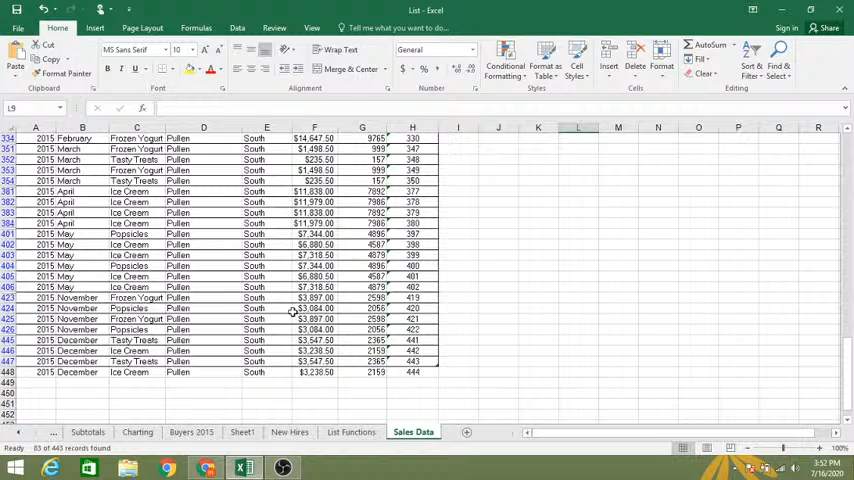 List - Excel
File Home Insert Page Layout Formulas Data Review View Tell me what you want to do... Sign in Share
Paste Cut Copy Format Painter
Clipboard
MS Sans Serif 10 A A
B I U A
Font
Wrap Text
Merge & Center
Alignment
General
$ % ,
Number
Conditional Formatting Format as Table Cell Styles
Styles
Insert Delete Format
Cells
AutoSum Fill Clear
Sort & Filter Find & Select
Editing
L9 fx
A B C D E F G H I J K L M N O P Q R
334 2015 February Frozen Yogurt Pullen South $14,647.50 9765 330
351 2015 March Frozen Yogurt Pullen South $1,498.50 999 347
352 2015 March Tasty Treats Pullen South $235.50 157 348
353 2015 March Frozen Yogurt Pullen South $1,498.50 999 349
354 2015 March Tasty Treats Pullen South $235.50 157 350
381 2015 April Ice Cream Pullen South $11,838.00 7892 377
382 2015 April Ice Cream Pullen South $11,979.00 7986 378
383 2015 April Ice Cream Pullen South $11,838.00 7892 379
384 2015 April Ice Cream Pullen South $11,979.00 7986 380
401 2015 May Popsicles Pullen South $7,344.00 4896 397
402 2015 May Ice Cream Pullen South $6,880.50 4587 398
403 2015 May Ice Cream Pullen South $7,318.50 4879 399
404 2015 May Popsicles Pullen South $7,344.00 4896 400
405 2015 May Ice Cream Pullen South $6,880.50 4587 401
406 2015 May Ice Cream Pullen South $7,318.50 4879 402
423 2015 November Frozen Yogurt Pullen South $3,897.00 2598 419
424 2015 November Popsicles Pullen South $3,084.00 2056 420
425 2015 November Frozen Yogurt Pullen South $3,897.00 2598 421
426 2015 November Popsicles Pullen South $3,084.00 2056 422
445 2015 December Tasty Treats Pullen South $3,547.50 2365 441
446 2015 December Ice Cream Pullen South $3,238.50 2159 442
447 2015 December Tasty Treats Pullen South $3,547.50 2365 443
448 2015 December Ice Cream Pullen South $3,238.50 2159 444
449
450
451
452
... Subtotals Charting Buyers 2015 Sheet1 New Hires List Functions Sales Data
Ready 83 of 443 records found 100%
3:52 PM
7/16/2020